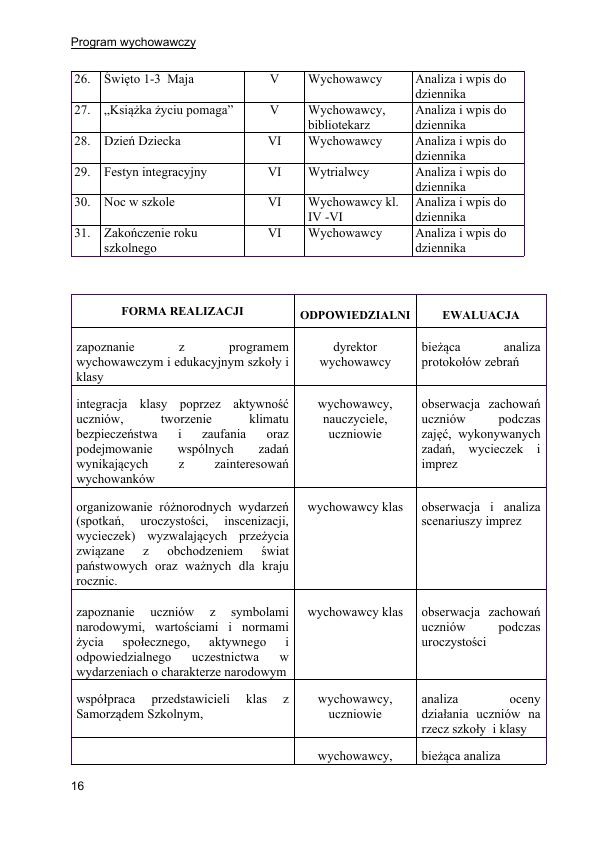 Program wychowawczy
26. Święto 1-3 Maja V Wychowawcy Analiza i wpis do
dziennika
27. „Książka życiu pomaga” V Wychowawcy, Analiza i wpis do
bibliotekarz dziennika
28. Dzień Dziecka VI Wychowawcy Analiza i wpis do
dziennika
29. Festyn integracyjny VI Wytrialwcy Analiza i wpis do
dziennika
30. Noc w szkole VI Wychowawcy kl. Analiza i wpis do
IV -VI dziennika
31. Zakończenie roku VI Wychowawcy Analiza i wpis do
szkolnego dziennika
FORMA REALIZACJI ODPOWIEDZIALNI EWALUACJA
zapoznanie z programem dyrektor bieżąca analiza
wychowawczym i edukacyjnym szkoły i wychowawcy protokołów zebrań
klasy
integracja klasy poprzez aktywność wychowawcy, obserwacja zachowań
uczniów, tworzenie klimatu nauczyciele, uczniów podczas
bezpieczeństwa i zaufania oraz uczniowie zajęć, wykonywanych
podejmowanie wspólnych zadań zadań, wycieczek i
wynikających z zainteresowań imprez
wychowanków
organizowanie różnorodnych wydarzeń wychowawcy klas obserwacja i analiza
(spotkań, uroczystości, inscenizacji, scenariuszy imprez
wycieczek) wyzwalających przeżycia
związane z obchodzeniem świat
państwowych oraz ważnych dla kraju
rocznic.
zapoznanie uczniów z symbolami wychowawcy klas obserwacja zachowań
narodowymi, wartościami i normami uczniów podczas
życia społecznego, aktywnego i uroczystości
odpowiedzialnego uczestnictwa w
wydarzeniach o charakterze narodowym
współpraca przedstawicieli klas z wychowawcy, analiza oceny
Samorządem Szkolnym, uczniowie działania uczniów na
rzecz szkoły i klasy
wychowawcy, bieżąca analiza
16